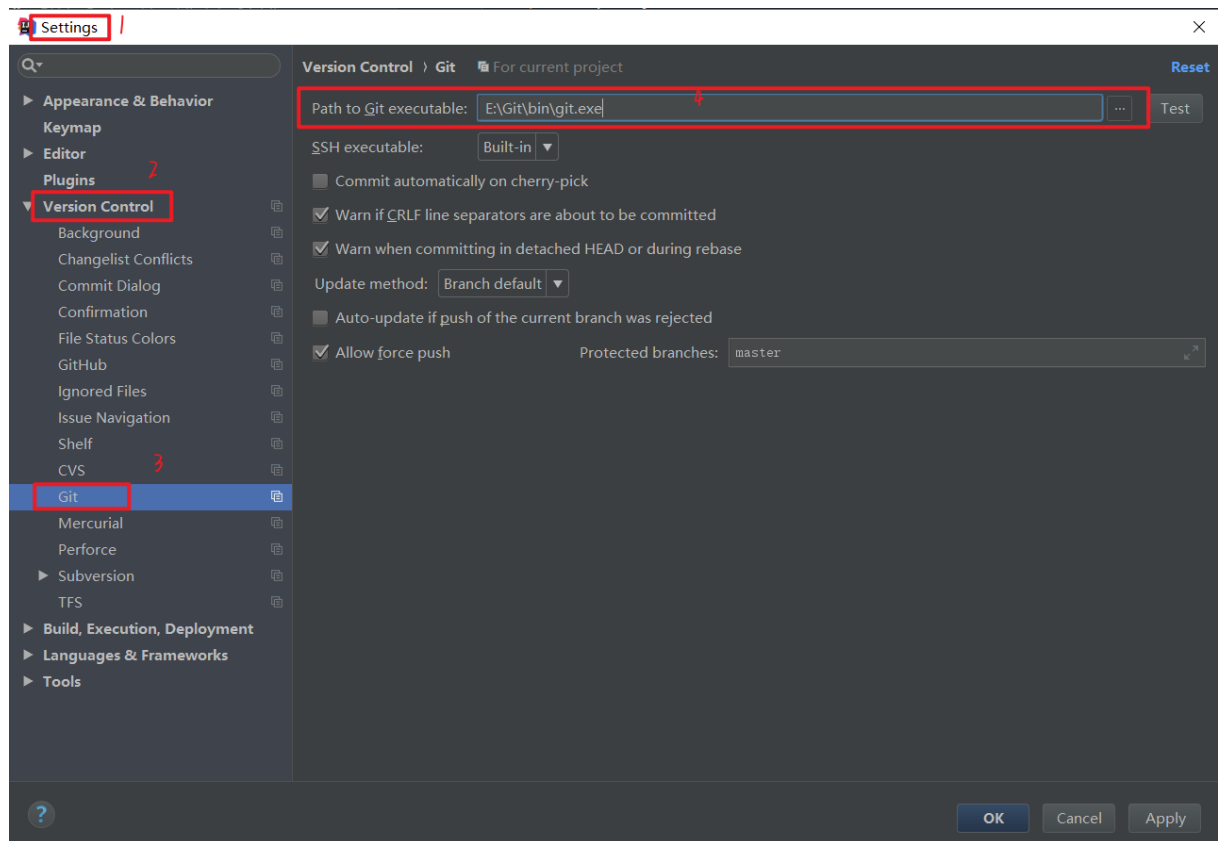 Settings 1
Appearance & Behavior
Keymap
Editor
Plugins
2
Version Control
Background
Changelist Conflicts
Commit Dialog
Confirmation
File Status Colors
GitHub
Ignored Files
Issue Navigation
Shelf
CVS
3
Git
Mercurial
Perforce
Subversion
TFS
Build, Execution, Deployment
Languages & Frameworks
Tools
Version Control › Git For current project Reset
4
Path to Git executable: E:\Git\bin\git.exe ... Test
SSH executable: Built-in
Commit automatically on cherry-pick
Warn if CRLF line separators are about to be committed
Warn when committing in detached HEAD or during rebase
Update method: Branch default
Auto-update if push of the current branch was rejected
Allow force push Protected branches: master
? OK Cancel Apply